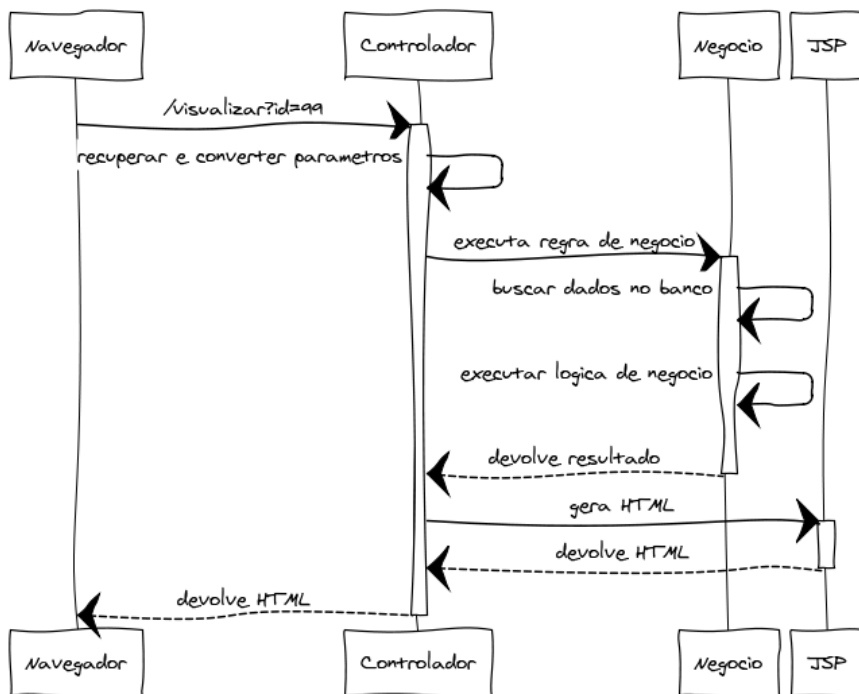 Navegador
Controlador
Negocio
JSP
/visualizar?id=99
recuperar e converter parametros
executa regra de negocio
buscar dados no banco
executar logica de negocio
devolve resultado
gera HTML
devolve HTML
devolve HTML
Navegador
Controlador
Negocio
JSP